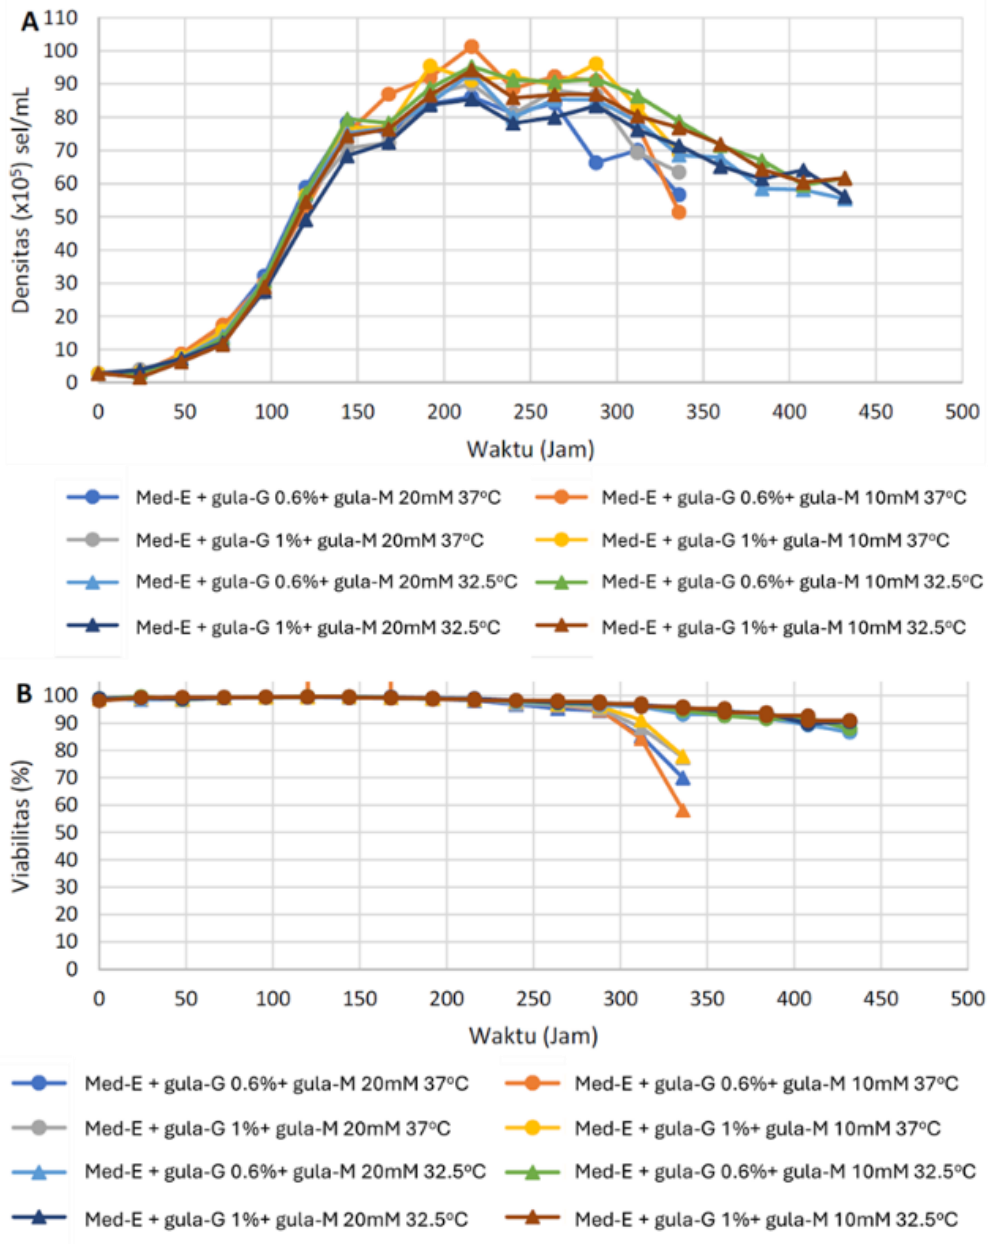 A
Densitas (x10⁵) sel/mL
110
100
90
80
70
60
50
40
30
20
10
0
0 50 100 150 200 250 300 350 400 450 500
Waktu (Jam)
Med-E + gula-G 0.6%+ gula-M 20mM 37°C
Med-E + gula-G 0.6%+ gula-M 10mM 37°C
Med-E + gula-G 1%+ gula-M 20mM 37°C
Med-E + gula-G 1%+ gula-M 10mM 37°C
Med-E + gula-G 0.6%+ gula-M 20mM 32.5°C
Med-E + gula-G 0.6%+ gula-M 10mM 32.5°C
Med-E + gula-G 1%+ gula-M 20mM 32.5°C
Med-E + gula-G 1%+ gula-M 10mM 32.5°C
B
Viabilitas (%)
100
90
80
70
60
50
40
30
20
10
0
0 50 100 150 200 250 300 350 400 450 500
Waktu (Jam)
Med-E + gula-G 0.6%+ gula-M 20mM 37°C
Med-E + gula-G 0.6%+ gula-M 10mM 37°C
Med-E + gula-G 1%+ gula-M 20mM 37°C
Med-E + gula-G 1%+ gula-M 10mM 37°C
Med-E + gula-G 0.6%+ gula-M 20mM 32.5°C
Med-E + gula-G 0.6%+ gula-M 10mM 32.5°C
Med-E + gula-G 1%+ gula-M 20mM 32.5°C
Med-E + gula-G 1%+ gula-M 10mM 32.5°C